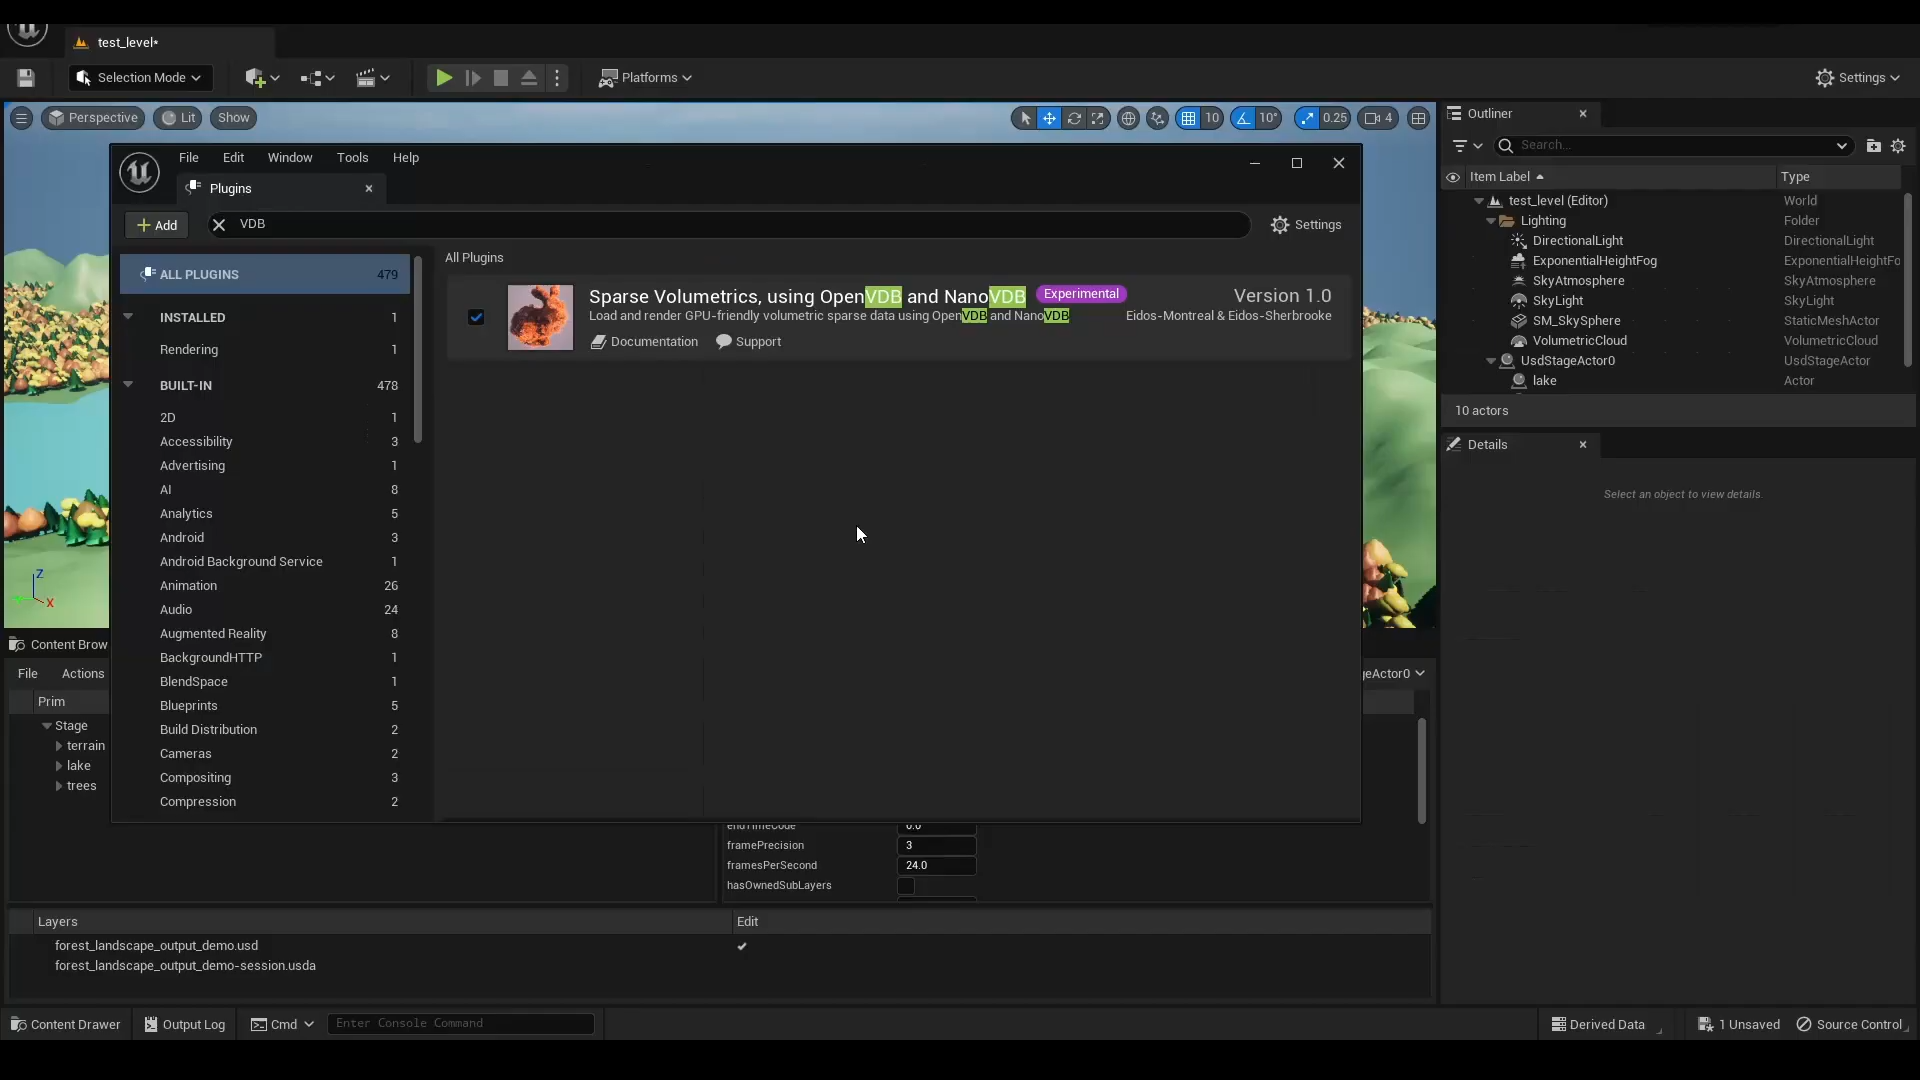 test_level*
Selection Mode
Platforms
Settings
Perspective
Lit
Show
10
10°
0.25
4
File Edit Window Tools Help
Plugins
Add
VDB
Settings
ALL PLUGINS 479
INSTALLED 1
Rendering 1
BUILT-IN 478
2D 1
Accessibility 3
Advertising 1
AI 8
Analytics 5
Android 3
Android Background Service 1
Animation 26
Audio 24
Augmented Reality 8
BackgroundHTTP 1
BlendSpace 1
Blueprints 5
Build Distribution 2
Cameras 2
Compositing 3
Compression 2
All Plugins
Sparse Volumetrics, using OpenVDB and NanoVDB Experimental Version 1.0
Load and render GPU-friendly volumetric sparse data using OpenVDB and NanoVDB Eidos-Montreal & Eidos-Sherbrooke
Documentation Support
Outliner
Search...
Item Label Type
test_level (Editor) World
Lighting Folder
DirectionalLight DirectionalLight
ExponentialHeightFog ExponentialHeightFo
SkyAtmosphere SkyAtmosphere
SkyLight SkyLight
SM_SkySphere StaticMeshActor
VolumetricCloud VolumetricCloud
UsdStageActor0 UsdStageActor
lake Actor
10 actors
Details
Select an object to view details.
Z
X
Content Brow
File Actions
geActor0
Prim
Stage
terrain
lake
trees
endTimeCode 0.0
framePrecision 3
framesPerSecond 24.0
hasOwnedSubLayers
Layers Edit
forest_landscape_output_demo.usd
forest_landscape_output_demo-session.usda
Content Drawer
Output Log
Cmd
Enter Console Command
Derived Data
1 Unsaved
Source Control